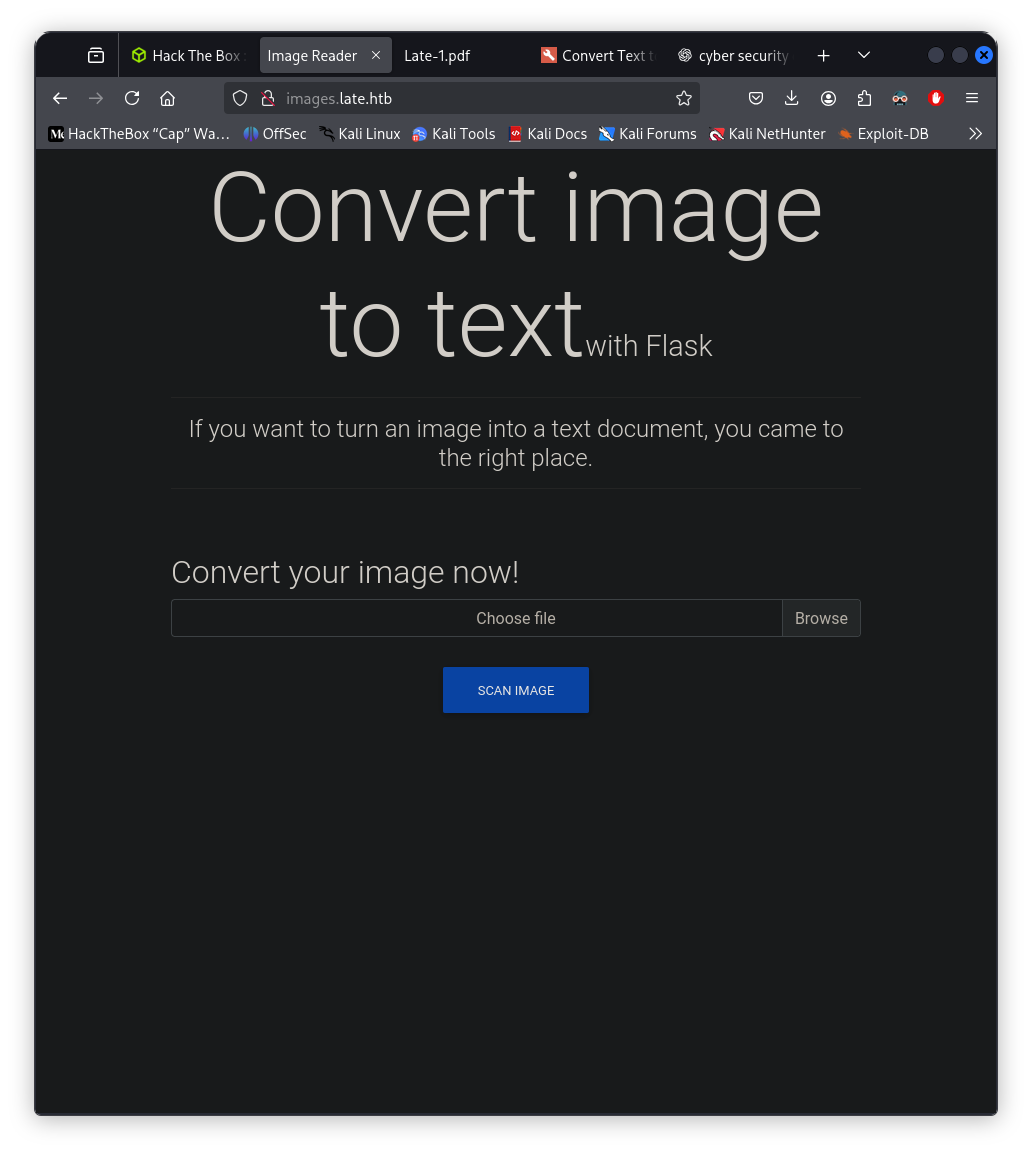 Hack The Box
Image Reader
Late-1.pdf
Convert Text t
cyber security
images.late.htb
HackTheBox “Cap” Wa…
OffSec
Kali Linux
Kali Tools
Kali Docs
Kali Forums
Kali NetHunter
Exploit-DB
Convert image
to text with Flask
If you want to turn an image into a text document, you came to
the right place.
Convert your image now!
Choose file
Browse
SCAN IMAGE